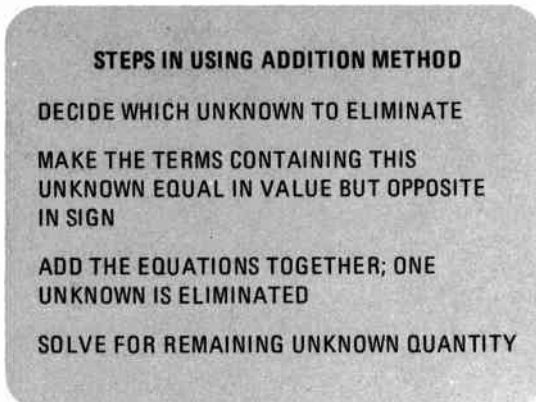 STEPS IN USING ADDITION METHOD
DECIDE WHICH UNKNOWN TO ELIMINATE
MAKE THE TERMS CONTAINING THIS
UNKNOWN EQUAL IN VALUE BUT OPPOSITE
IN SIGN
ADD THE EQUATIONS TOGETHER; ONE
UNKNOWN IS ELIMINATED
SOLVE FOR REMAINING UNKNOWN QUANTITY